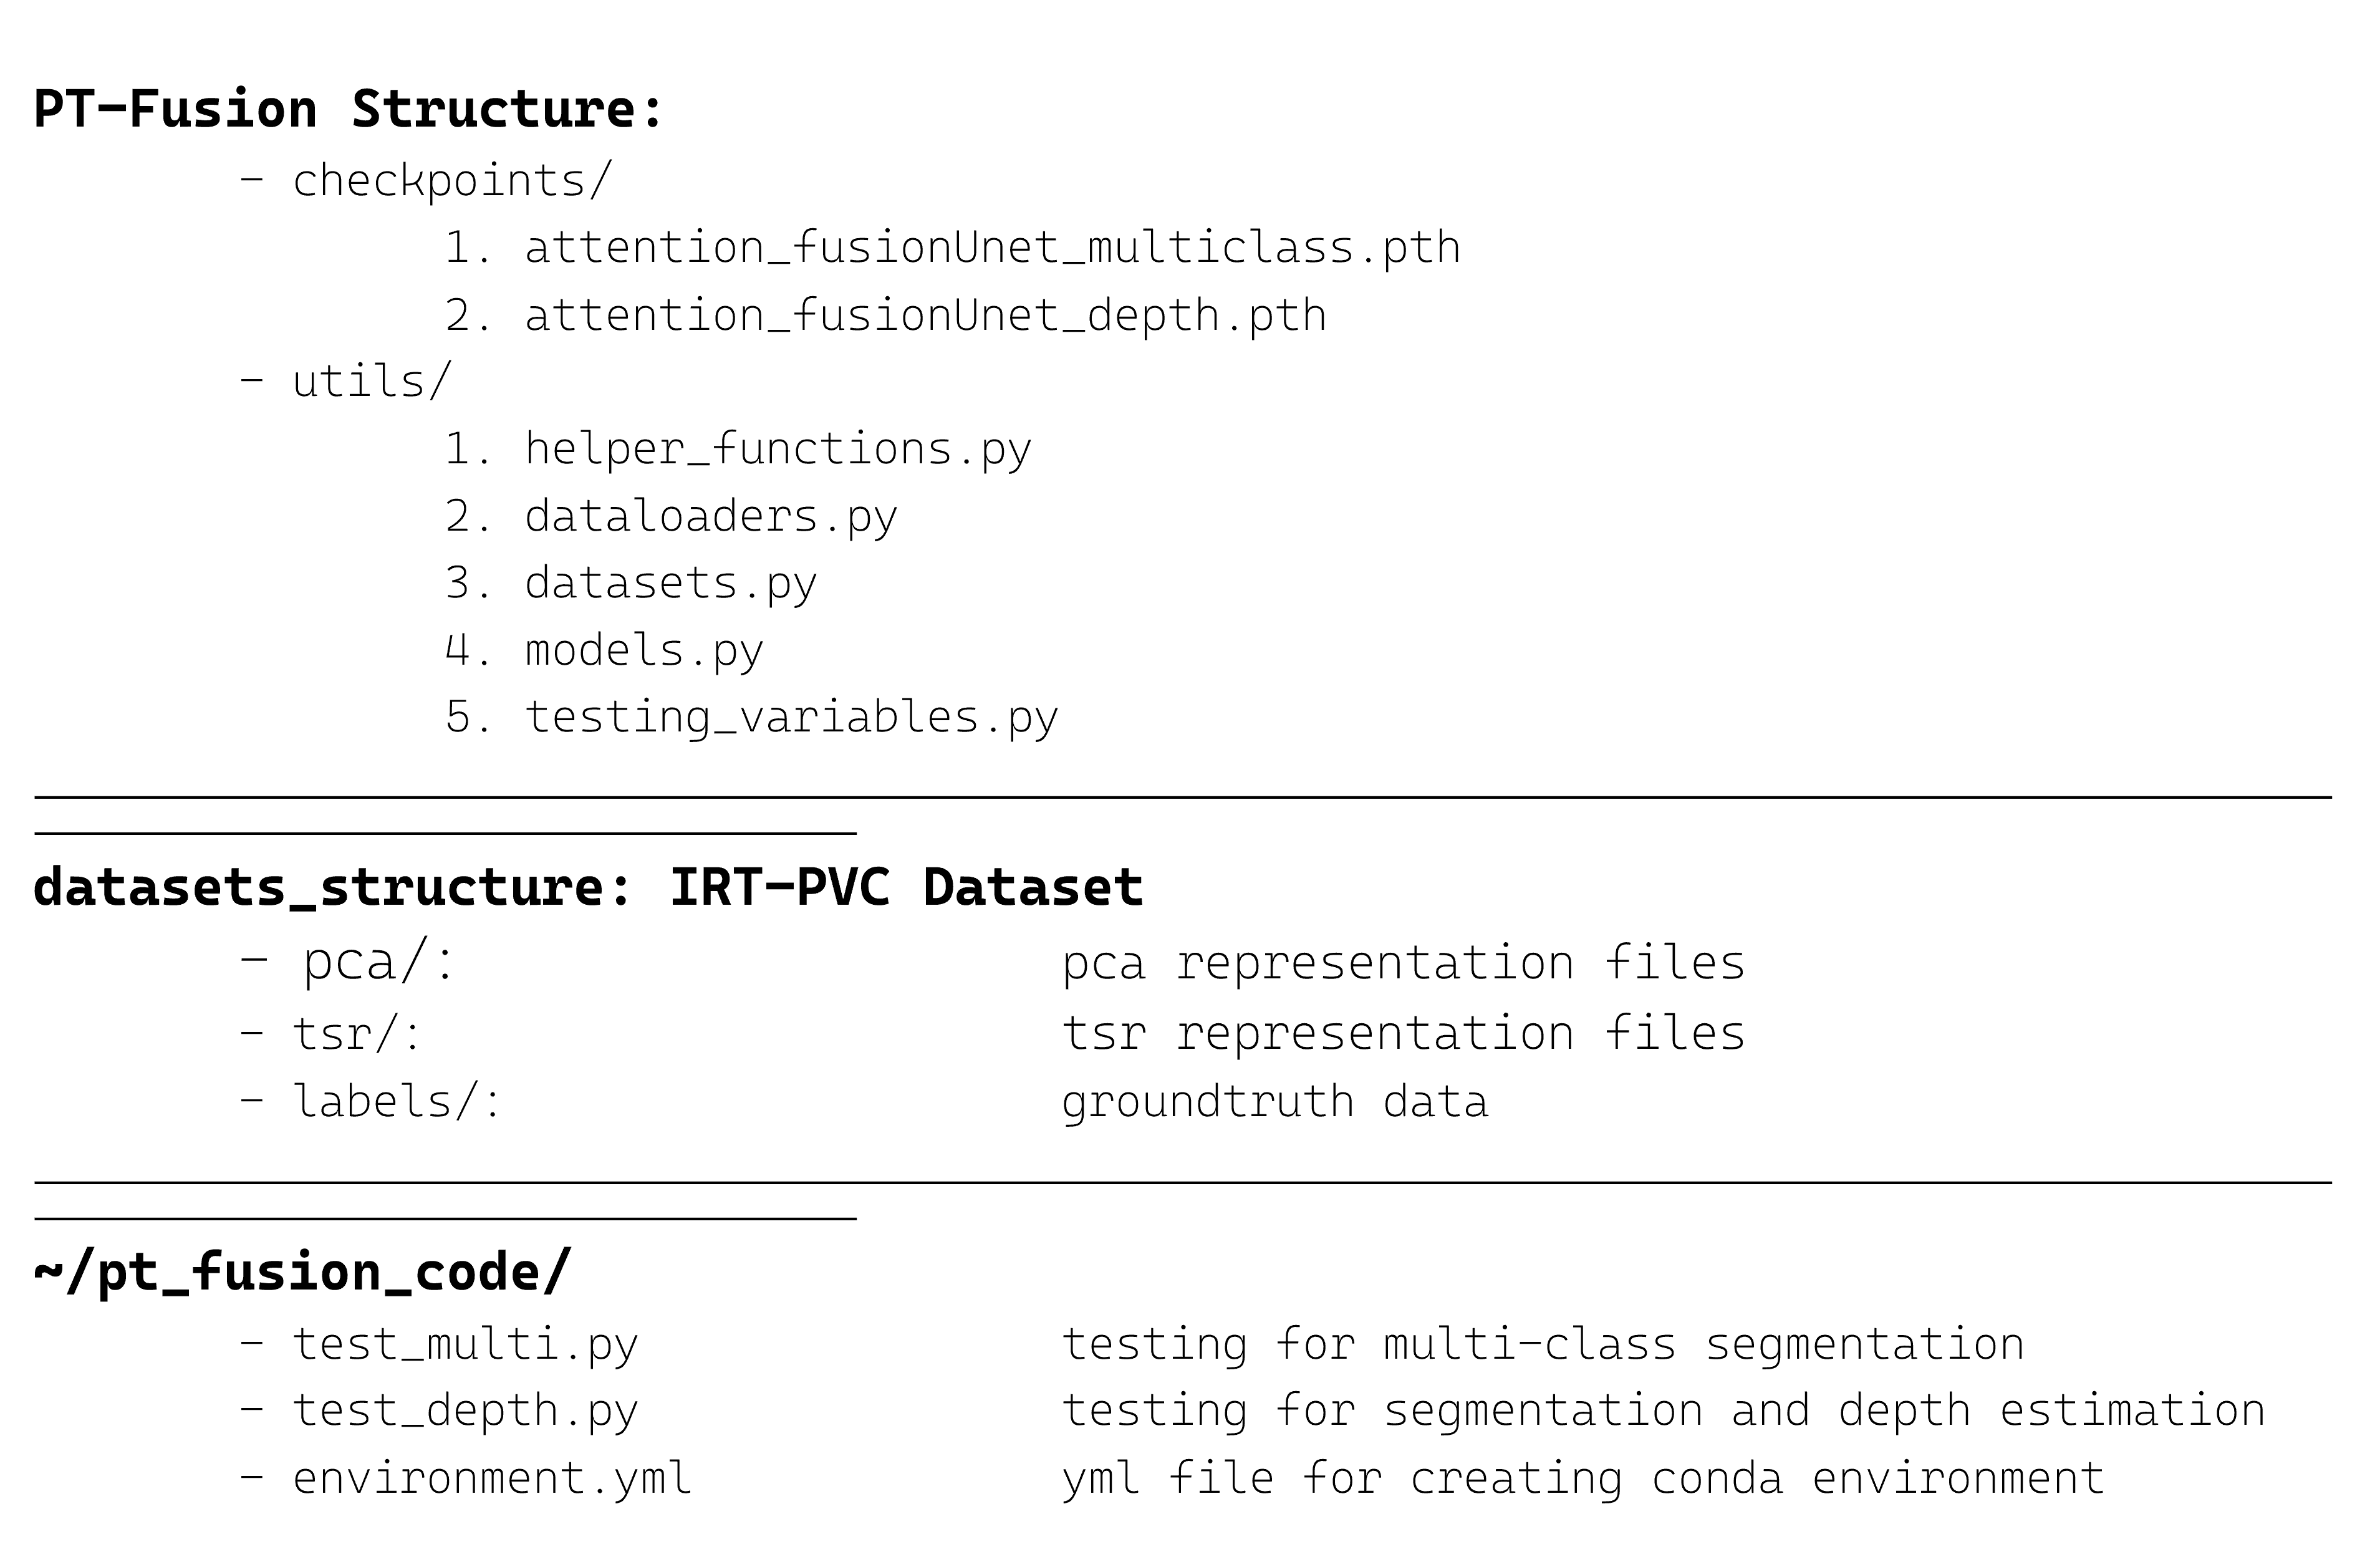 PT-Fusion Structure:
- checkpoints/
1. attention_fusionUnet_multiclass.pth
2. attention_fusionUnet_depth.pth
- utils/
1. helper_functions.py
2. dataloaders.py
3. datasets.py
4. models.py
5. testing_variables.py
datasets_structure: IRT-PVC Dataset
- pca/: pca representation files
- tsr/: tsr representation files
- labels/: groundtruth data
~/pt_fusion_code/
- test_multi.py testing for multi-class segmentation
- test_depth.py testing for segmentation and depth estimation
- environment.yml yml file for creating conda environment